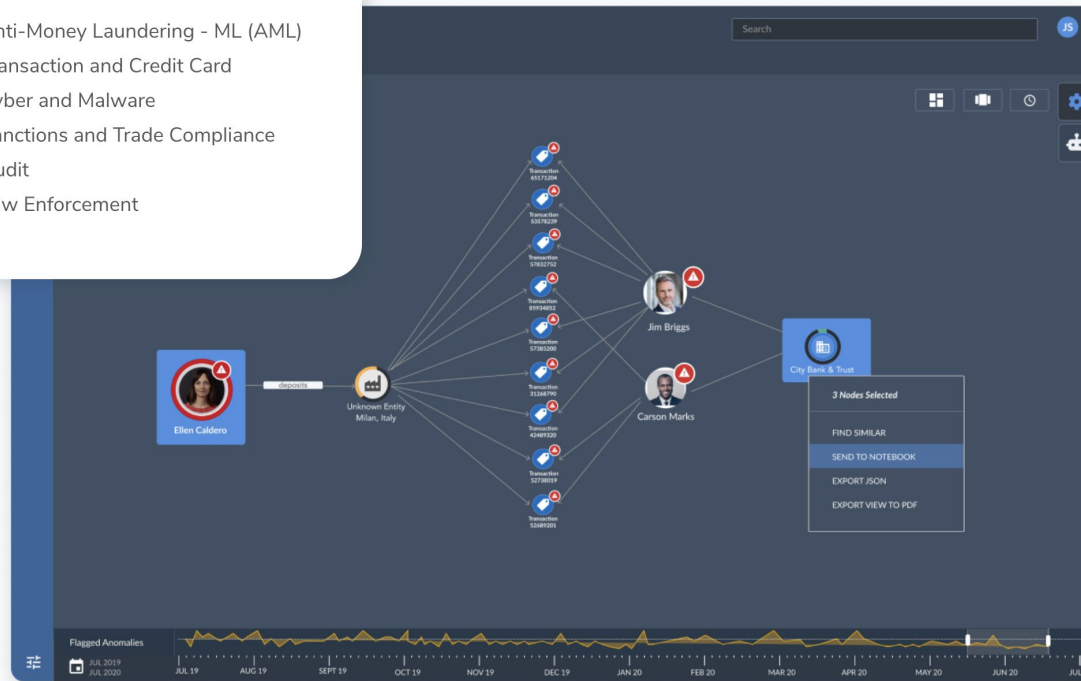 nti-Money Laundering - ML (AML)
ansaction and Credit Card
yber and Malware
anctions and Trade Compliance
udit
w Enforcement
Search
JS
Transaction
65171204
Transaction
53578239
Transaction
57832752
Transaction
85934852
Transaction
57385200
Transaction
31268790
Transaction
42489320
Transaction
52738019
Transaction
52689201
Jim Briggs
Carson Marks
deposits
Ellen Caldero
Unknown Entity
Milan, Italy
City Bank & Trust
3 Nodes Selected
FIND SIMILAR
SEND TO NOTEBOOK
EXPORT JSON
EXPORT VIEW TO PDF
Flagged Anomalies
JUL 2019
JUL 2020
JUL 19 AUG 19 SEPT 19 OCT 19 NOV 19 DEC 19 JAN 20 FEB 20 MAR 20 APR 20 MAY 20 JUN 20 JUL